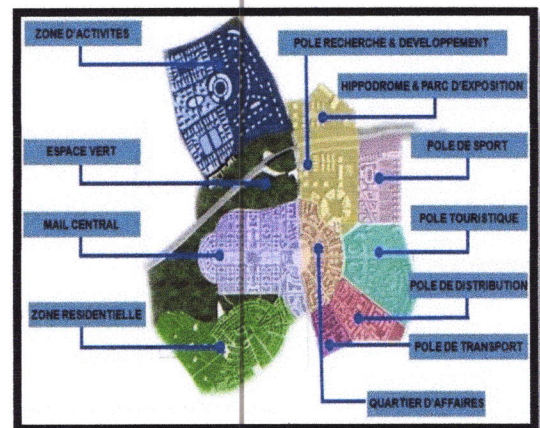 ZONE D'ACTIVITES
POLE RECHERCHE & DEVELOPPEMENT
HIPPODROME & PARC D'EXPOSITION
ESPACE VERT
POLE DE SPORT
MAIL CENTRAL
POLE TOURISTIQUE
POLE DE DISTRIBUTION
ZONE RESIDENTIELLE
POLE DE TRANSPORT
QUARTIER D'AFFAIRES